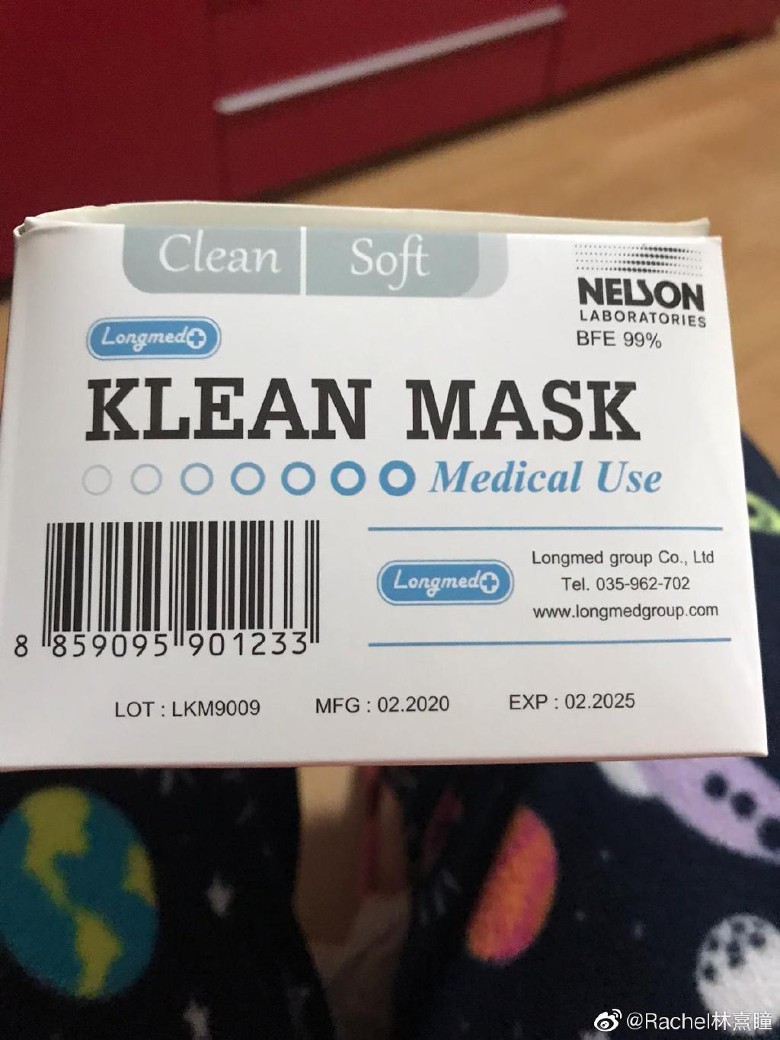 Clean Soft
NELSON
LABORATORIES
BFE 99%
Longmed
KLEAN MASK
Medical Use
Longmed
Longmed group Co., Ltd
Tel. 035-962-702
www.longmedgroup.com
8 859095 901233
LOT : LKM9009 MFG : 02.2020 EXP : 02.2025
@Rachel林熹瞳